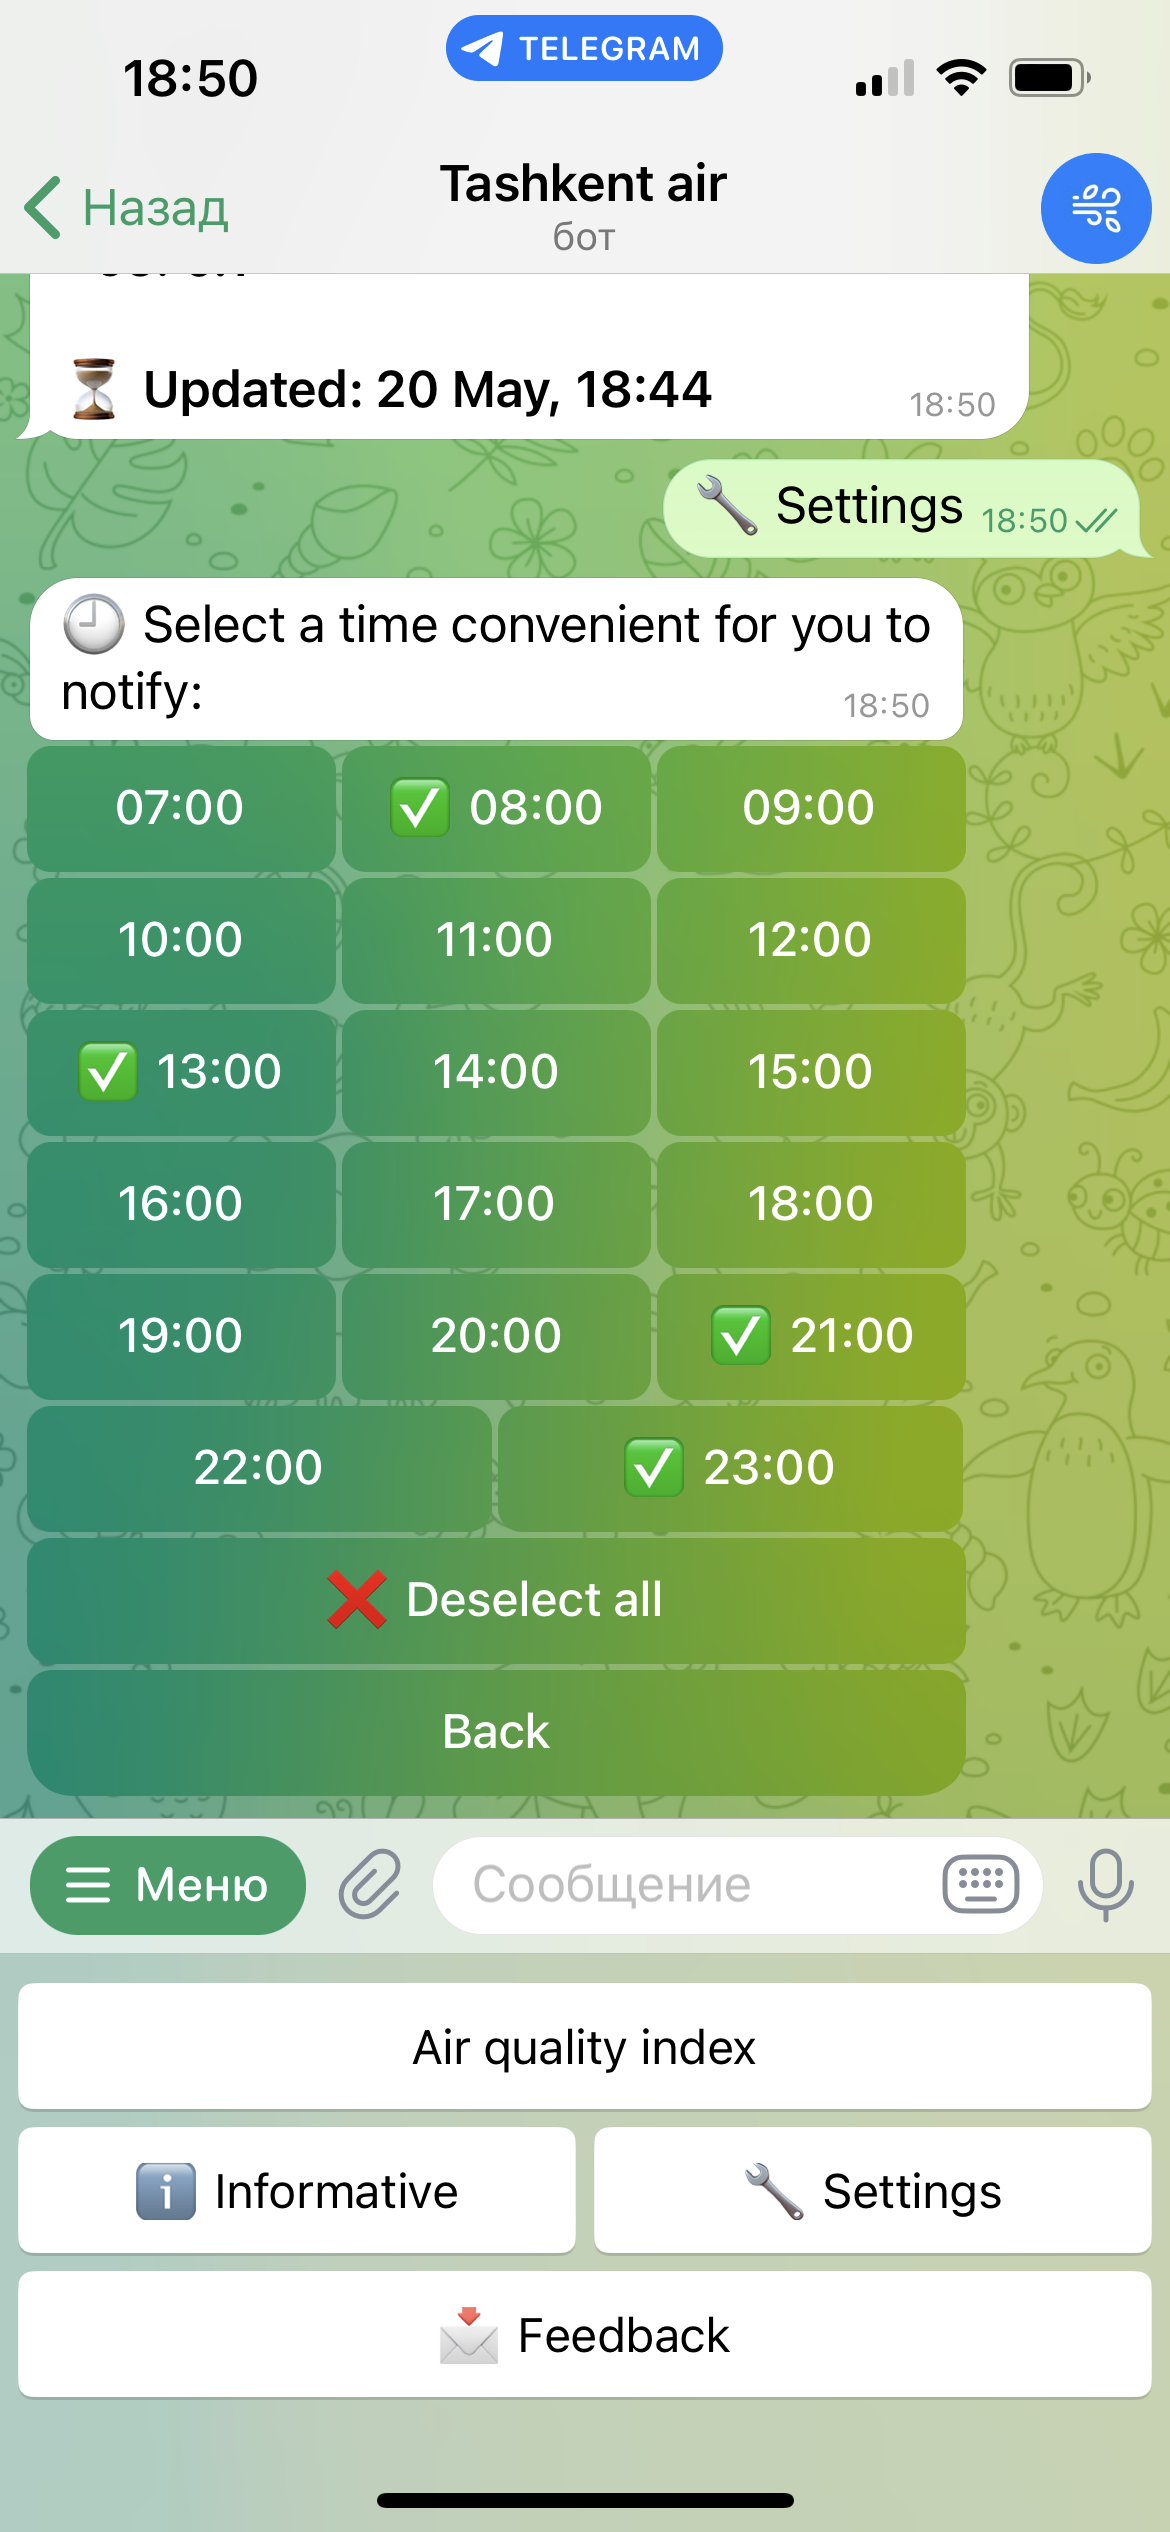 TELEGRAM
18:50
Назад
Tashkent air
бот
Updated: 20 May, 18:44
18:50
Settings 18:50
Select a time convenient for you to
notify:
18:50
07:00 08:00 09:00
10:00 11:00 12:00
13:00 14:00 15:00
16:00 17:00 18:00
19:00 20:00 21:00
22:00 23:00
Deselect all
Back
Меню
Сообщение
Air quality index
Informative
Settings
Feedback